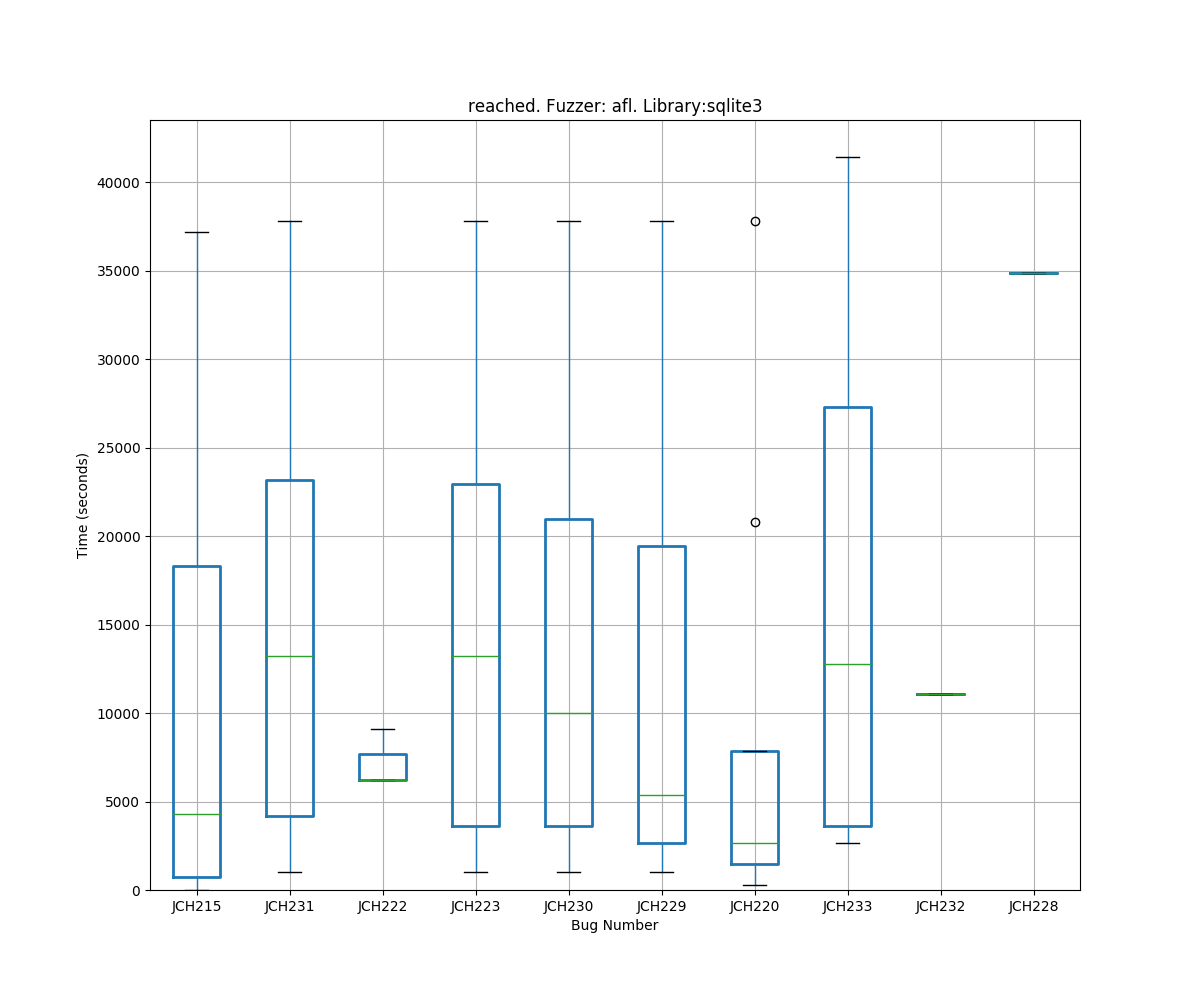 reached. Fuzzer: afl. Library:sqlite3
40000
35000
30000
25000
20000
15000
10000
5000
0
Time (seconds)
JCH215 JCH231 JCH222 JCH223 JCH230 JCH229 JCH220 JCH233 JCH232 JCH228
Bug Number